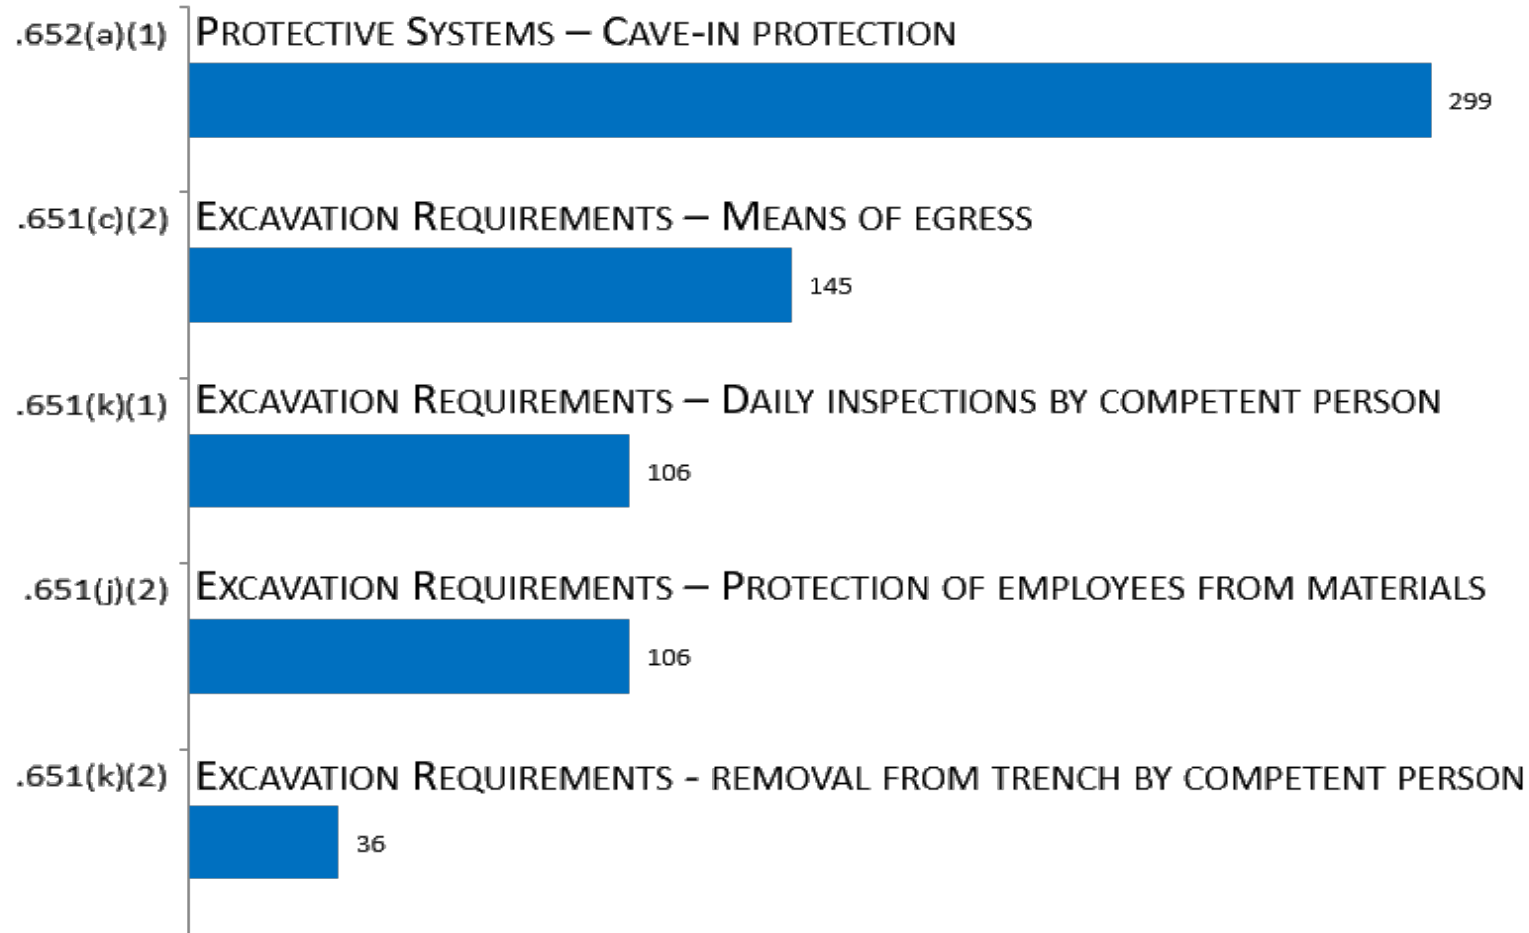 .652(a)(1) PROTECTIVE SYSTEMS – CAVE-IN PROTECTION
299
.651(c)(2) EXCAVATION REQUIREMENTS – MEANS OF EGRESS
145
.651(k)(1) EXCAVATION REQUIREMENTS – DAILY INSPECTIONS BY COMPETENT PERSON
106
.651(j)(2) EXCAVATION REQUIREMENTS – PROTECTION OF EMPLOYEES FROM MATERIALS
106
.651(k)(2) EXCAVATION REQUIREMENTS - REMOVAL FROM TRENCH BY COMPETENT PERSON
36